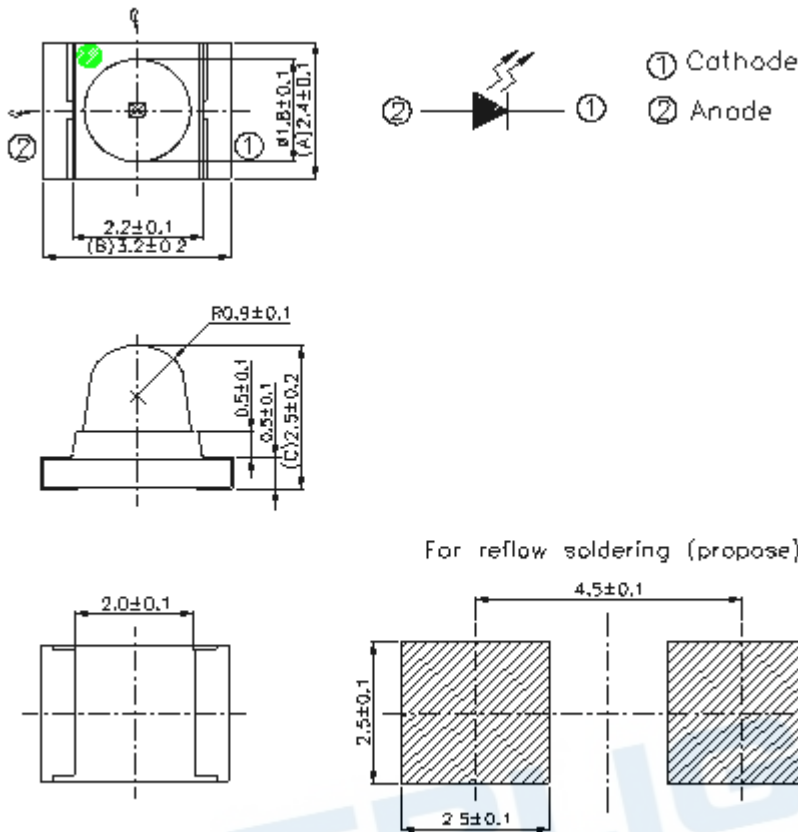 ② ① Cathode
① ② Anode
②
①
ø1.8±0.1
(A)2.4±0.1
2.2±0.1
(B)3.2±0.2
R0.9±0.1
0.5±0.1
0.5±0.1
(C)2.5±0.2
For reflow soldering (propose)
4.5±0.1
2.0±0.1
2.5±0.1
2.5±0.1